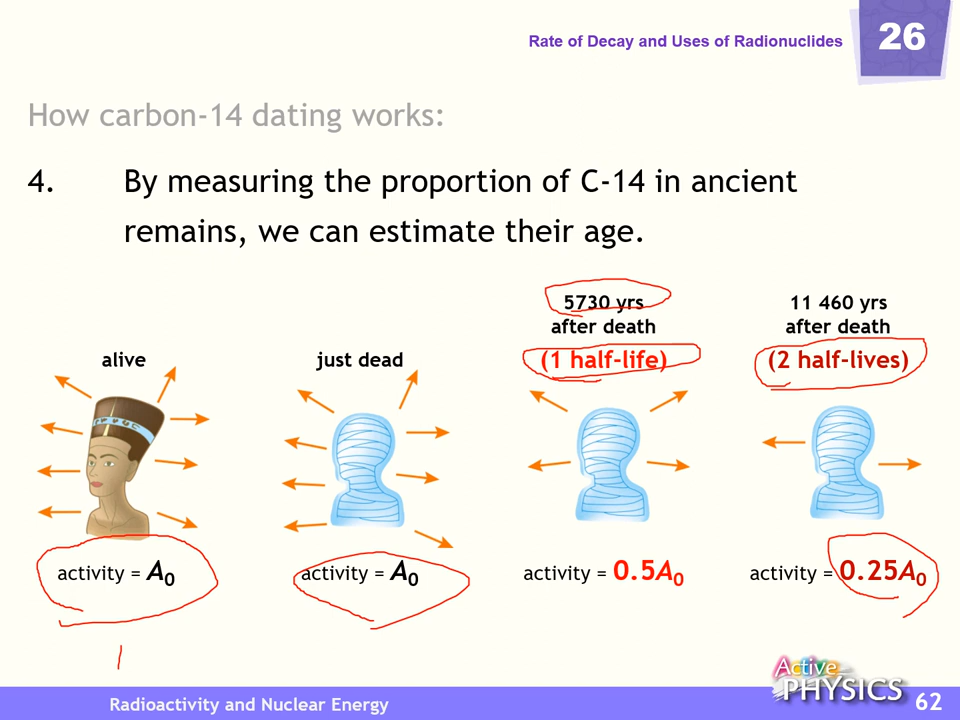 Rate of Decay and Uses of Radionuclides
26
How carbon-14 dating works:
4. By measuring the proportion of C-14 in ancient
remains, we can estimate their age.
alive
just dead
5730 yrs
after death
(1 half-life)
11 460 yrs
after death
(2 half-lives)
activity = A₀
activity = A₀
activity = 0.5A₀
activity = 0.25A₀
Radioactivity and Nuclear Energy
Active
PHYSICS
62